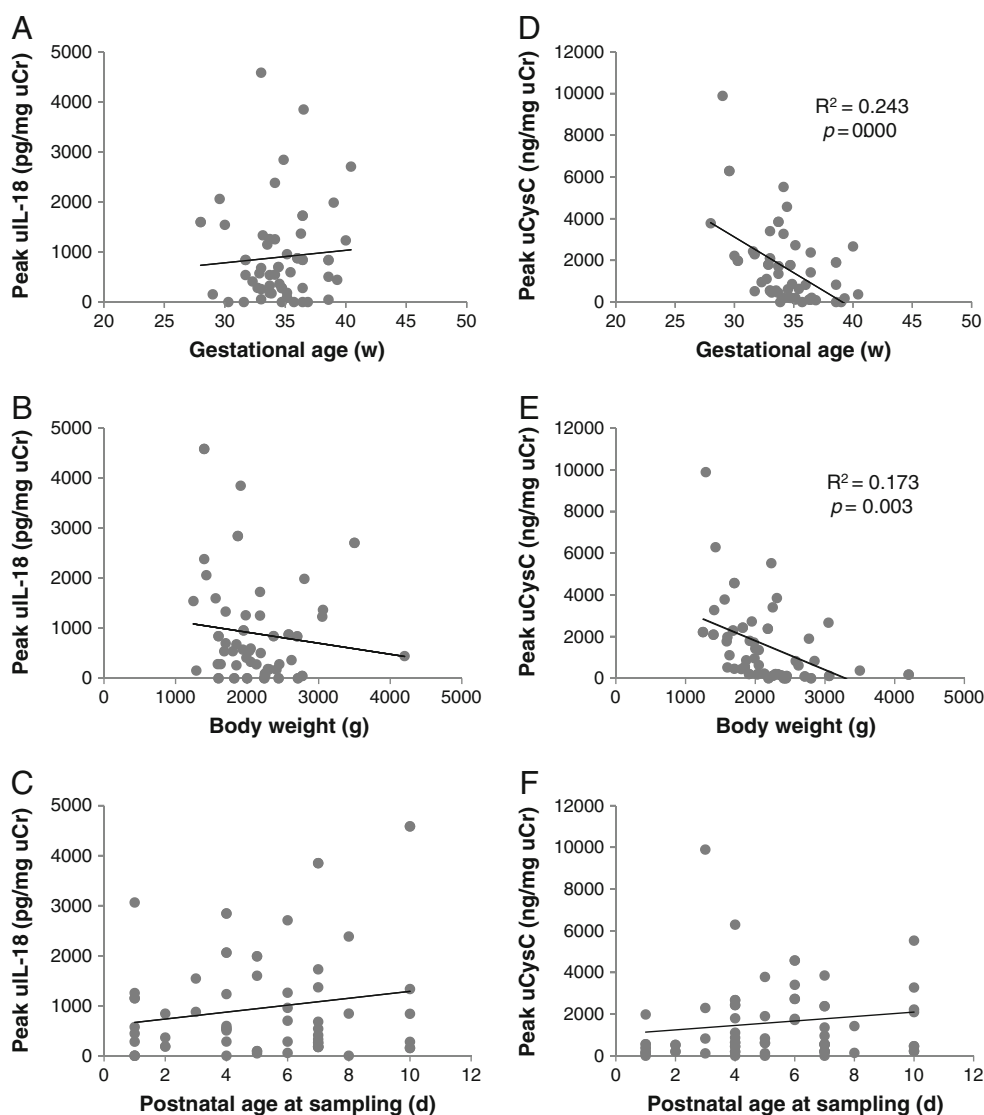 A
Peak uIL-18 (pg/mg uCr)
5000
4000
3000
2000
1000
0
20 25 30 35 40 45 50
Gestational age (w)
D
Peak uCysC (ng/mg uCr)
12000
10000
8000
6000
4000
2000
0
R² = 0.243
p = 0000
20 25 30 35 40 45 50
Gestational age (w)
B
Peak uIL-18 (pg/mg uCr)
5000
4000
3000
2000
1000
0
0 1000 2000 3000 4000 5000
Body weight (g)
E
Peak uCysC (ng/mg uCr)
12000
10000
8000
6000
4000
2000
0
R² = 0.173
p = 0.003
0 1000 2000 3000 4000 5000
Body weight (g)
C
Peak uIL-18 (pg/mg uCr)
5000
4000
3000
2000
1000
0
0 2 4 6 8 10 12
Postnatal age at sampling (d)
F
Peak uCysC (ng/mg uCr)
12000
10000
8000
6000
4000
2000
0
0 2 4 6 8 10 12
Postnatal age at sampling (d)